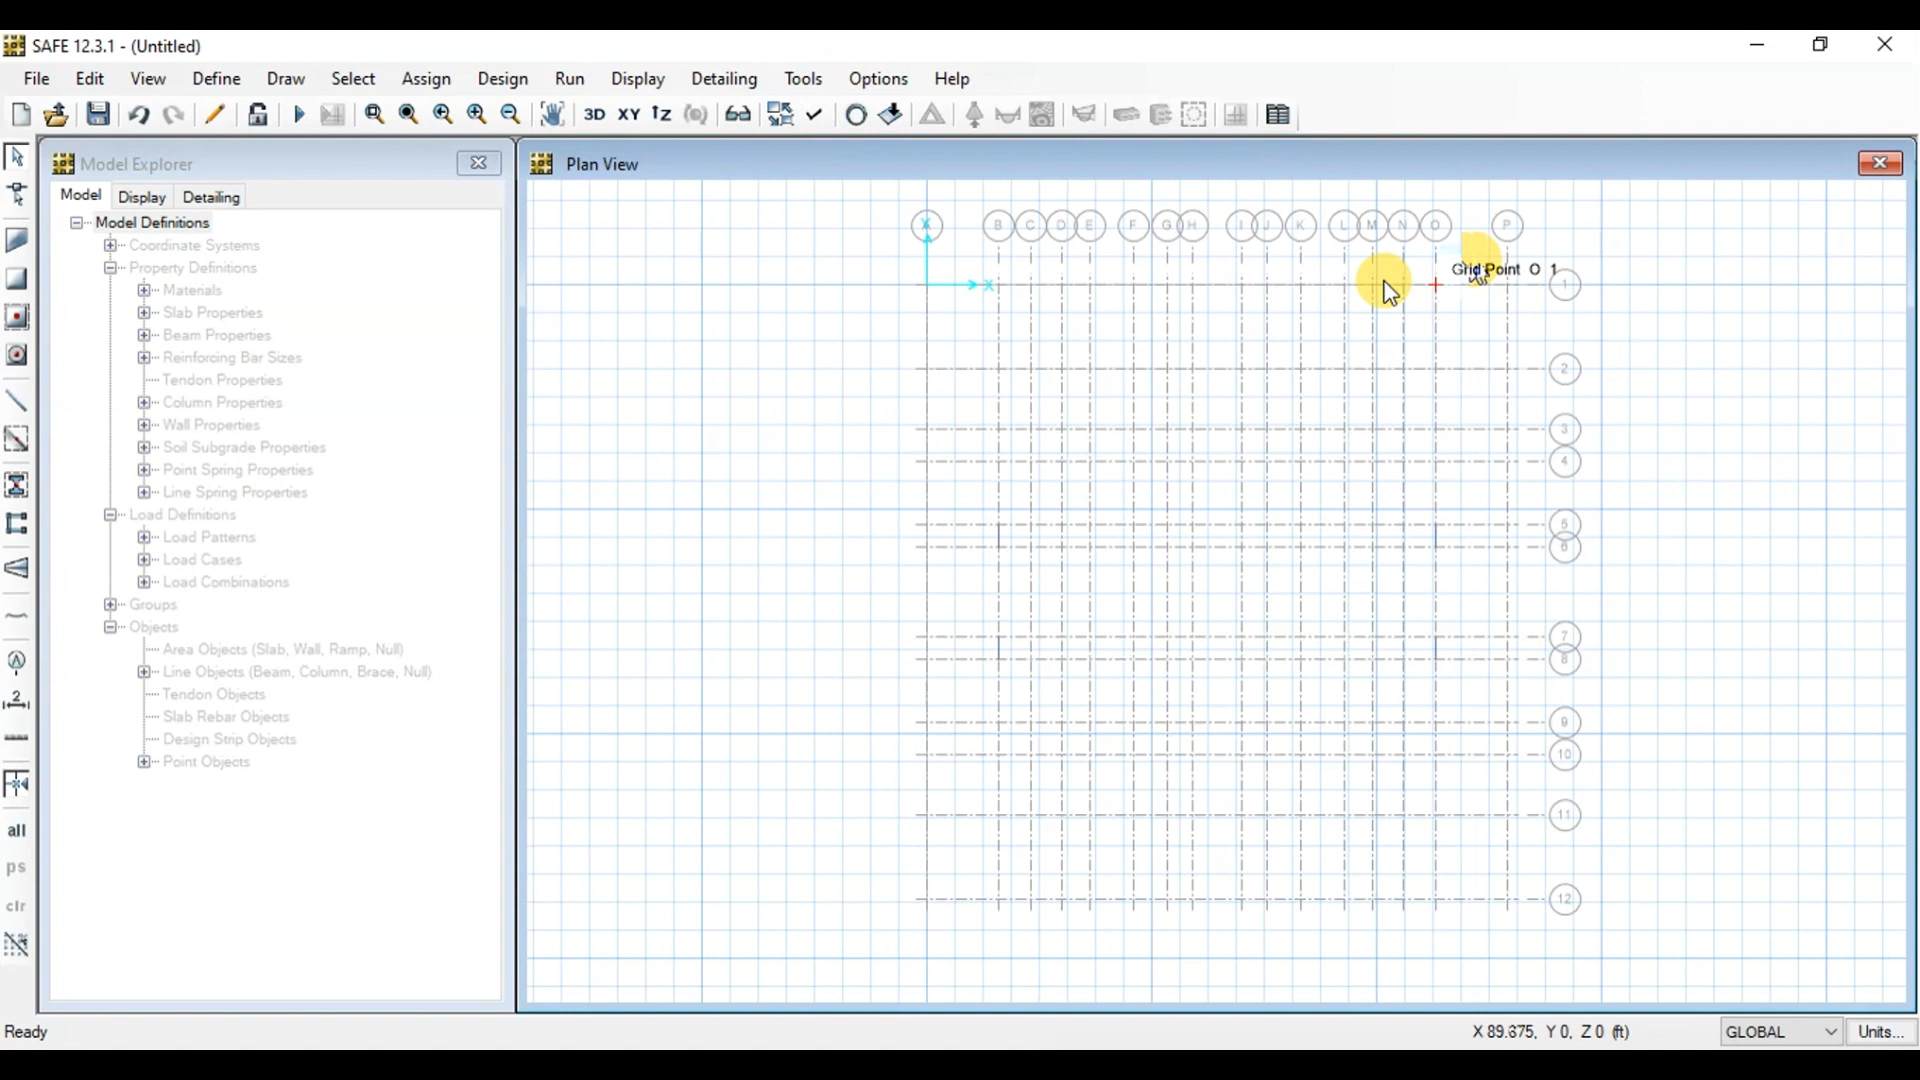 SAFE 12.3.1 - (Untitled)
File Edit View Define Draw Select Assign Design Run Display Detailing Tools Options Help
3D XY
Model Explorer
Plan View
Model Display Detailing
Model Definitions
Coordinate Systems
Property Definitions
Materials
Slab Properties
Beam Properties
Reinforcing Bar Sizes
Tendon Properties
Column Properties
Wall Properties
Soil Subgrade Properties
Point Spring Properties
Line Spring Properties
Load Definitions
Load Patterns
Load Cases
Load Combinations
Groups
Objects
Area Objects (Slab, Wall, Ramp, Null)
Line Objects (Beam, Column, Brace, Null)
Tendon Objects
Slab Rebar Objects
Design Strip Objects
Point Objects
all
ps
clr
B C D E F G H I J K L M N O P
X
Grid Point O 1
1
2
3
4
5
6
7
8
9
10
11
12
Ready
X 89.875, Y 0, Z 0 (ft)
GLOBAL
Units...